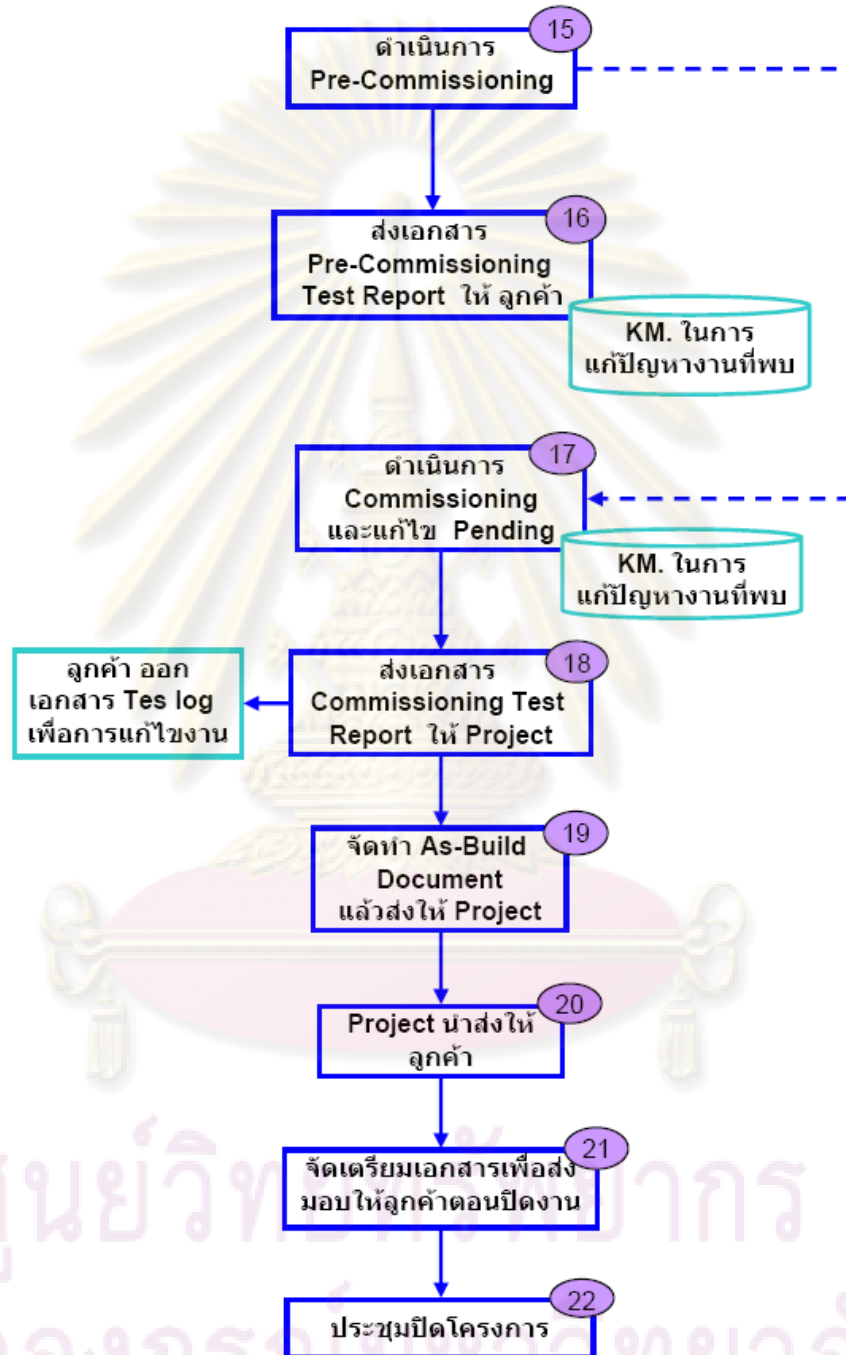 15
ดำเนินการ
Pre-Commissioning
16
ส่งเอกสาร
Pre-Commissioning
Test Report ให้ ลูกค้า
KM. ในการ
แก้ปัญหางานที่พบ
17
ดำเนินการ
Commissioning
และแก้ไข Pending
KM. ในการ
แก้ปัญหางานที่พบ
18
ส่งเอกสาร
Commissioning Test
Report ให้ Project
ลูกค้า ออก
เอกสาร Tes log
เพื่อการแก้ไขงาน
19
จัดทำ As-Build
Document
แล้วส่งให้ Project
20
Project นำส่งให้
ลูกค้า
21
จัดเตรียมเอกสารเพื่อส่ง
มอบให้ลูกค้าตอนปิดงาน
22
ประชุมปิดโครงการ